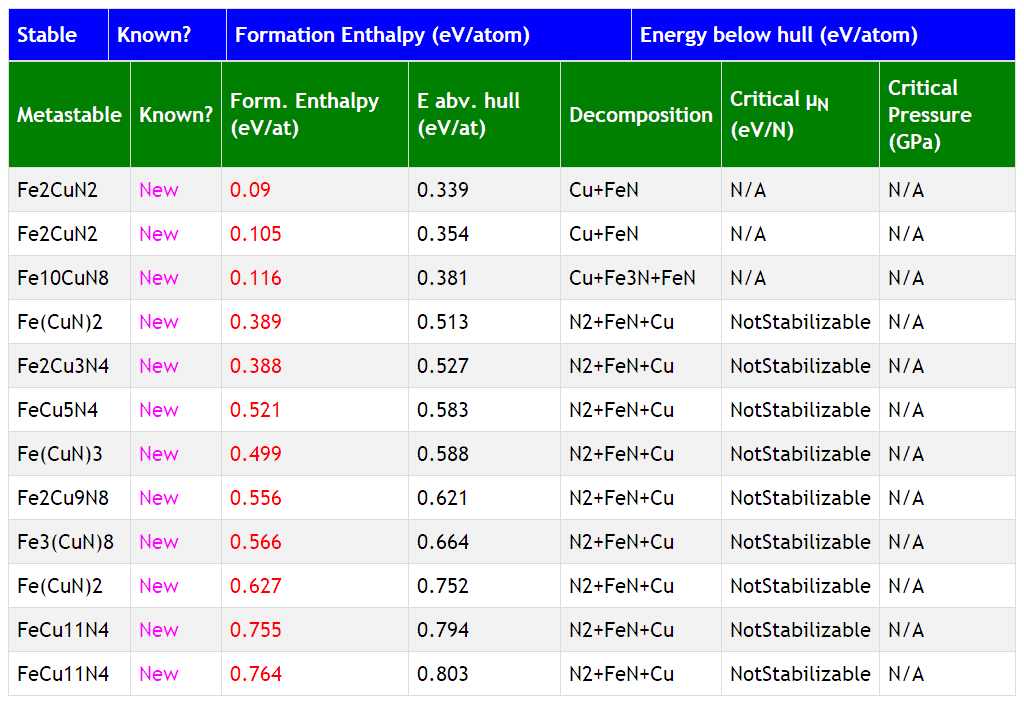 Stable Known? Formation Enthalpy (eV/atom) Energy below hull (eV/atom)
Metastable Known? Form. Enthalpy (eV/at) E abv. hull (eV/at) Decomposition Critical μN (eV/N) Critical Pressure (GPa)
Fe2CuN2 New 0.09 0.339 Cu+FeN N/A N/A
Fe2CuN2 New 0.105 0.354 Cu+FeN N/A N/A
Fe10CuN8 New 0.116 0.381 Cu+Fe3N+FeN N/A N/A
Fe(CuN)2 New 0.389 0.513 N2+FeN+Cu NotStabilizable N/A
Fe2Cu3N4 New 0.388 0.527 N2+FeN+Cu NotStabilizable N/A
FeCu5N4 New 0.521 0.583 N2+FeN+Cu NotStabilizable N/A
Fe(CuN)3 New 0.499 0.588 N2+FeN+Cu NotStabilizable N/A
Fe2Cu9N8 New 0.556 0.621 N2+FeN+Cu NotStabilizable N/A
Fe3(CuN)8 New 0.566 0.664 N2+FeN+Cu NotStabilizable N/A
Fe(CuN)2 New 0.627 0.752 N2+FeN+Cu NotStabilizable N/A
FeCu11N4 New 0.755 0.794 N2+FeN+Cu NotStabilizable N/A
FeCu11N4 New 0.764 0.803 N2+FeN+Cu NotStabilizable N/A